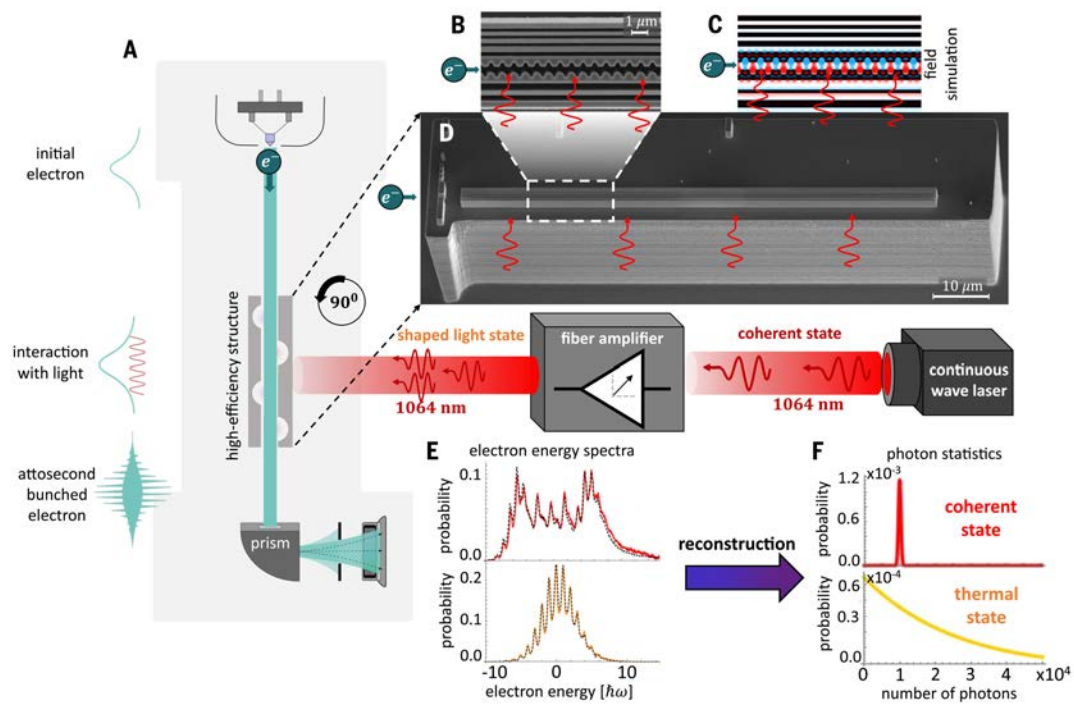 A
initial
electron
interaction
with light
attosecond
bunched
electron
e⁻
high-efficiency structure
90⁰
prism
B
1 μm
e⁻
C
e⁻
field
simulation
D
e⁻
10 μm
shaped light state
1064 nm
fiber amplifier
coherent state
1064 nm
continuous
wave laser
E
electron energy spectra
probability
0.1
0.0
probability
0.2
0.1
0.0
-10
0
10
electron energy [ħω]
reconstruction
F
photon statistics
probability
x10⁻³
1.2
0.6
0.0
coherent
state
probability
x10⁻⁴
0.6
0.3
0.0
thermal
state
0
1
2
3
4
5
x10⁴
number of photons